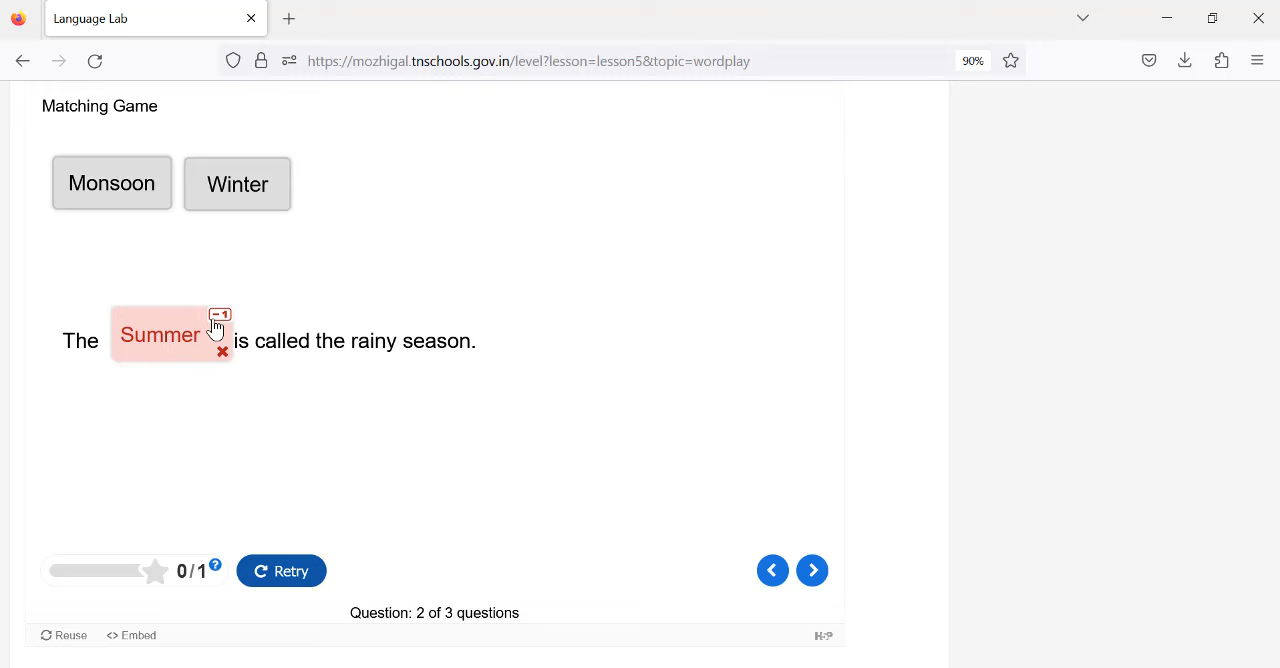 Language Lab
https://mozhigal.tnschools.gov.in/level?lesson=lesson5&topic=wordplay
90%
Matching Game
Monsoon Winter
-1
The Summer is called the rainy season.
0/1 ? Retry
Question: 2 of 3 questions
Reuse <> Embed H5P